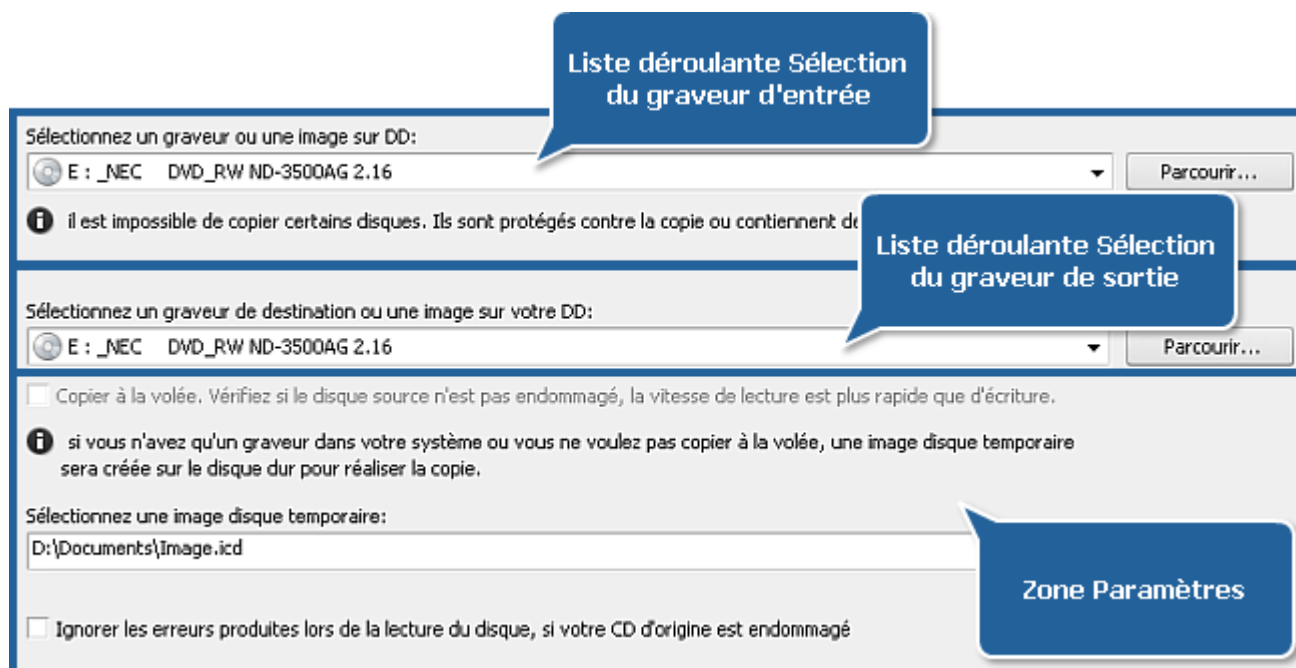 Liste déroulante Sélection
du graveur d'entrée
Sélectionnez un graveur ou une image sur DD:
E : _NEC DVD_RW ND-3500AG 2.16
Parcourir...
il est impossible de copier certains disques. Ils sont protégés contre la copie ou contiennent
Liste déroulante Sélection
du graveur de sortie
Sélectionnez un graveur de destination ou une image sur votre DD:
E : _NEC DVD_RW ND-3500AG 2.16
Parcourir...
Copier à la volée. Vérifiez si le disque source n'est pas endommagé, la vitesse de lecture est plus rapide que d'écriture.
si vous n'avez qu'un graveur dans votre système ou vous ne voulez pas copier à la volée, une image disque temporaire
sera créée sur le disque dur pour réaliser la copie.
Sélectionnez une image disque temporaire:
D:\Documents\Image.icd
Zone Paramètres
Ignorer les erreurs produites lors de la lecture du disque, si votre CD d'origine est endommagé